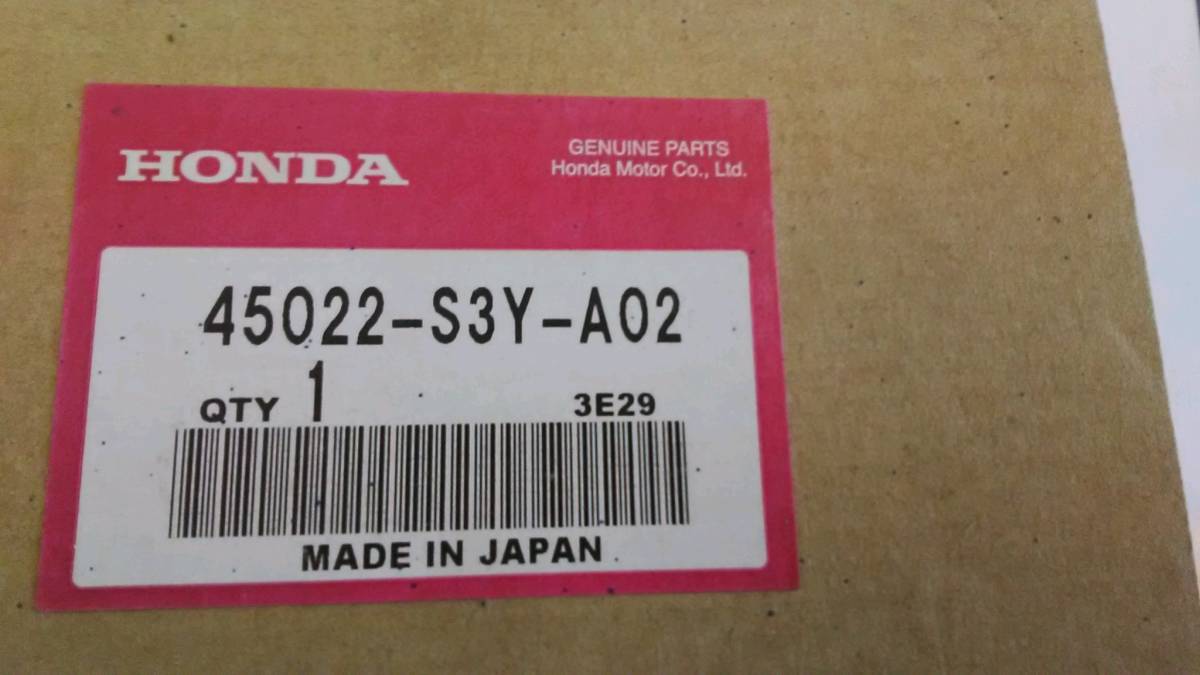 HONDA
GENUINE PARTS
Honda Motor Co., Ltd.
45022-S3Y-A02
QTY 1 3E29
MADE IN JAPAN